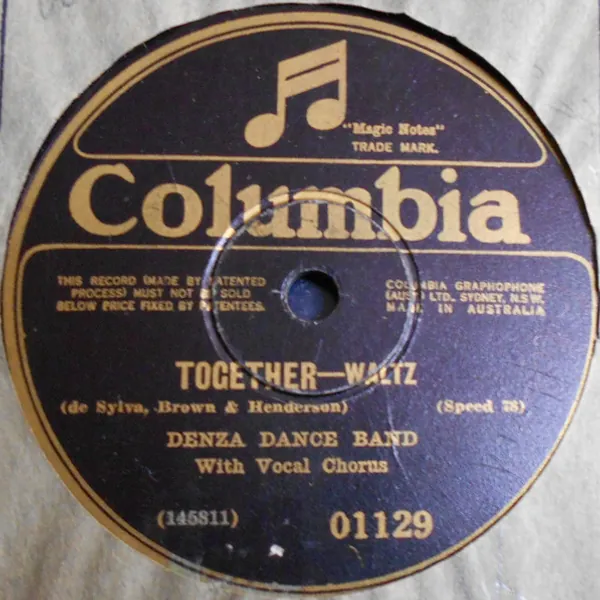 "Magic Notes"
TRADE MARK.
Columbia
THIS RECORD (MADE BY PATENTED
PROCESS) MUST NOT BE SOLD
BELOW PRICE FIXED BY PATENTEES.
COLUMBIA GRAPHOPHONE
(AUST) LTD., SYDNEY, N.S.W.
MADE IN AUSTRALIA
TOGETHER—WALTZ
(de Sylva, Brown & Henderson) (Speed 78)
DENZA DANCE BAND
With Vocal Chorus
(145811) 01129